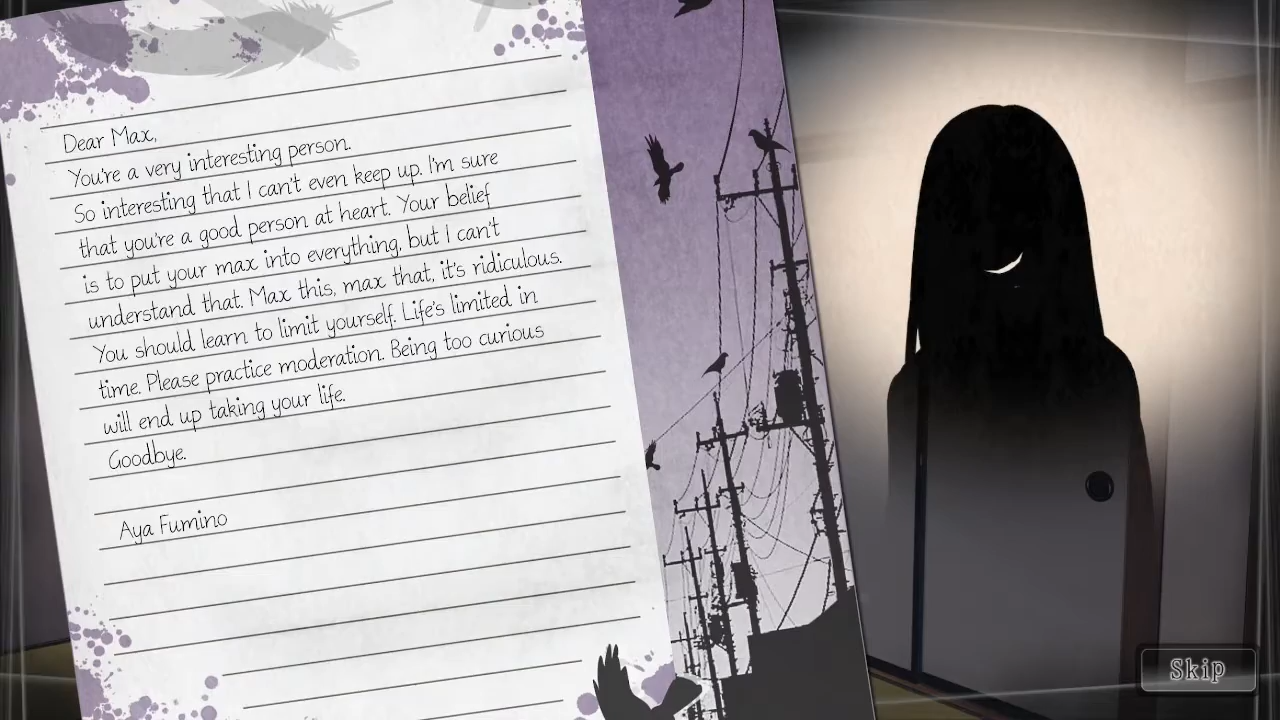 Dear Max,
You're a very interesting person.
So interesting that I can't even keep up. I'm sure
that you're a good person at heart. Your belief
is to put your max into everything, but I can't
understand that. Max this, max that, it's ridiculous.
You should learn to limit yourself. Life's limited in
time. Please practice moderation. Being too curious
will end up taking your life.
Goodbye.
Aya Fumino
Skip